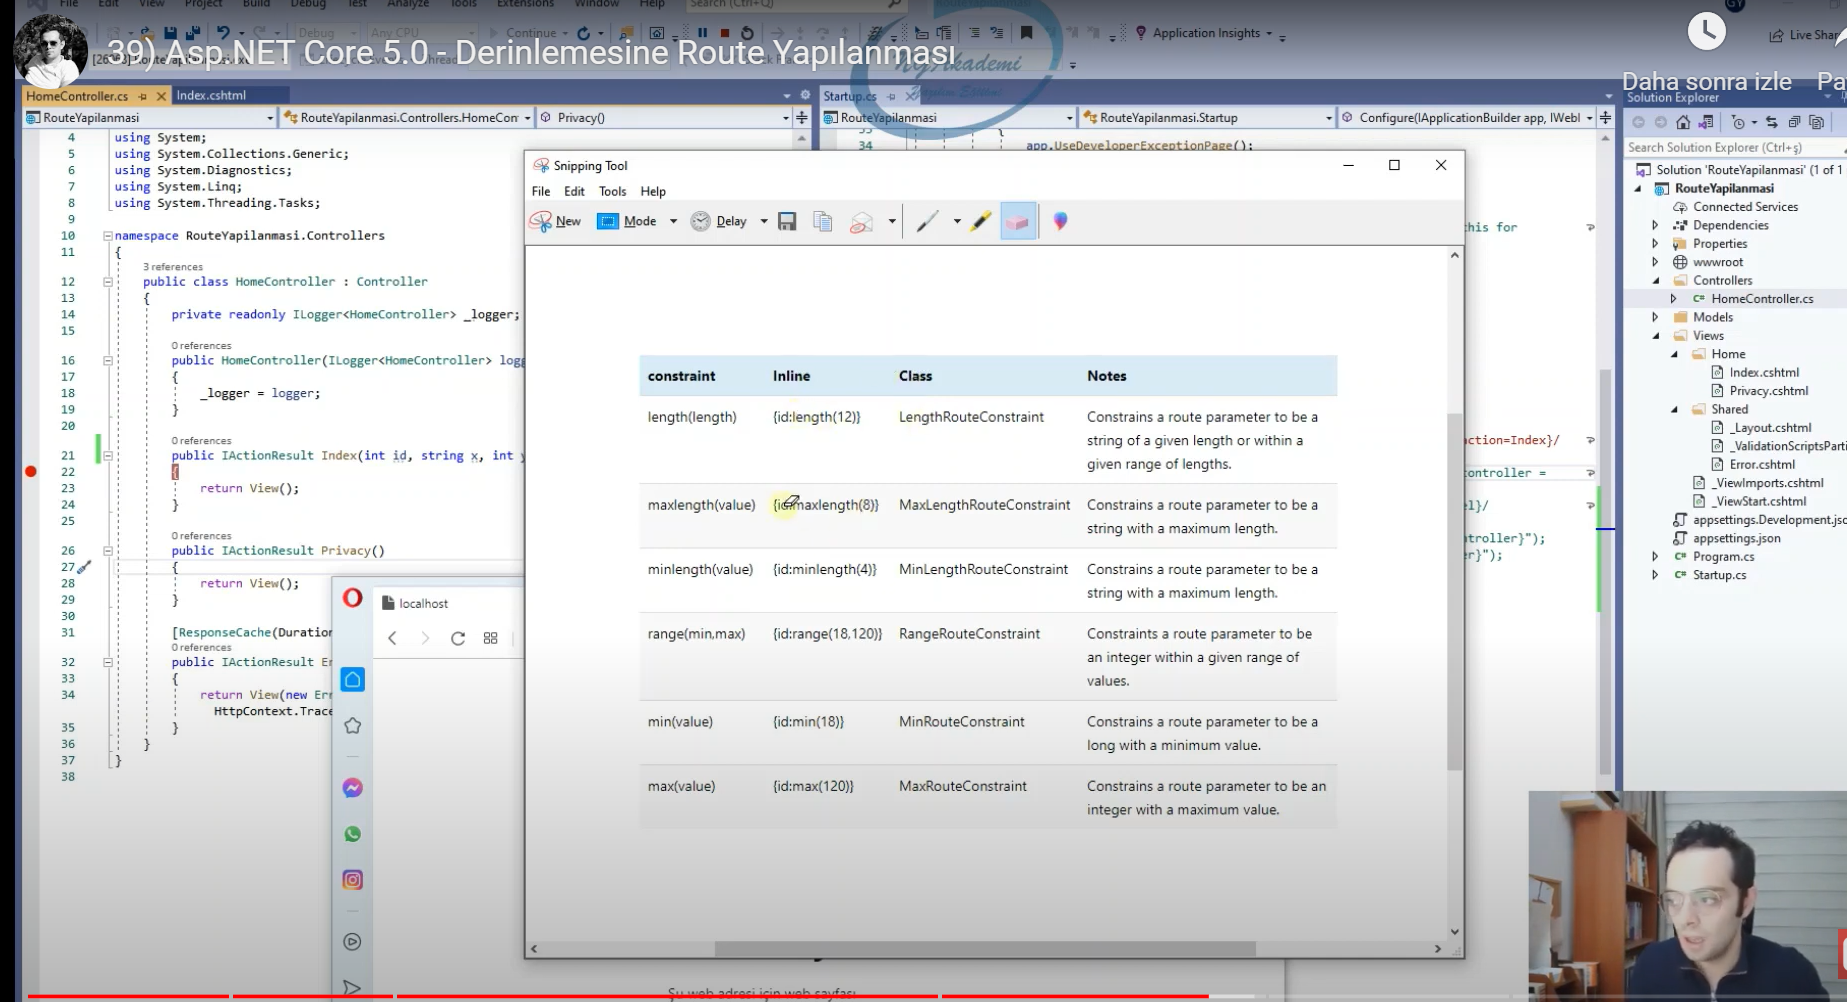 39) Asp.NET Core 5.0 - Derinlemesine Route Yapılanması
Daha sonra izle
File Edit View Project Build Debug Test Analyze Tools Extensions Window Help
Continue
Application Insights
Live Shar
HomeController.cs
Index.cshtml
RouteYapilanmasi
RouteYapilanmasi.Controllers.HomeCon
Privacy()
4 using System;
5 using System.Collections.Generic;
6 using System.Diagnostics;
7 using System.Linq;
8 using System.Threading.Tasks;
9
10 namespace RouteYapilanmasi.Controllers
11 {
3 references
12 public class HomeController : Controller
13 {
14 private readonly ILogger<HomeController> _logger;
15
0 references
16 public HomeController(ILogger<HomeController> logg
17 {
18 _logger = logger;
19 }
20
0 references
21 public IActionResult Index(int id, string x, int y
22 {
23 return View();
24 }
25
0 references
26 public IActionResult Privacy()
27 {
28 return View();
29 }
30
31 [ResponseCache(Duration
0 references
32 public IActionResult Er
33 {
34 return View(new Err
HttpContext.Trace
35 }
36 }
37 }
38
localhost
Startup.cs
RouteYapilanmasi
RouteYapilanmasi.Startup
Configure(IApplicationBuilder app, IWebl
34 app.UseDeveloperExceptionPage();
his for
action=Index}/
controller =
el}/
troller}");
er}");
Snipping Tool
File Edit Tools Help
New Mode Delay
constraint Inline Class Notes
length(length) {id:length(12)} LengthRouteConstraint Constrains a route parameter to be a
string of a given length or within a
given range of lengths.
maxlength(value) {id:maxlength(8)} MaxLengthRouteConstraint Constrains a route parameter to be a
string with a maximum length.
minlength(value) {id:minlength(4)} MinLengthRouteConstraint Constrains a route parameter to be a
string with a maximum length.
range(min,max) {id:range(18,120)} RangeRouteConstraint Constraints a route parameter to be
an integer within a given range of
values.
min(value) {id:min(18)} MinRouteConstraint Constrains a route parameter to be a
long with a minimum value.
max(value) {id:max(120)} MaxRouteConstraint Constrains a route parameter to be an
integer with a maximum value.
Şu web adresi için web sayfası
Solution Explorer
Search Solution Explorer (Ctrl+ş)
Solution 'RouteYapilanmasi' (1 of 1
RouteYapilanmasi
Connected Services
Dependencies
Properties
wwwroot
Controllers
HomeController.cs
Models
Views
Home
Index.cshtml
Privacy.cshtml
Shared
_Layout.cshtml
_ValidationScriptsParti
Error.cshtml
_ViewImports.cshtml
_ViewStart.cshtml
appsettings.Development.jso
appsettings.json
Program.cs
Startup.cs